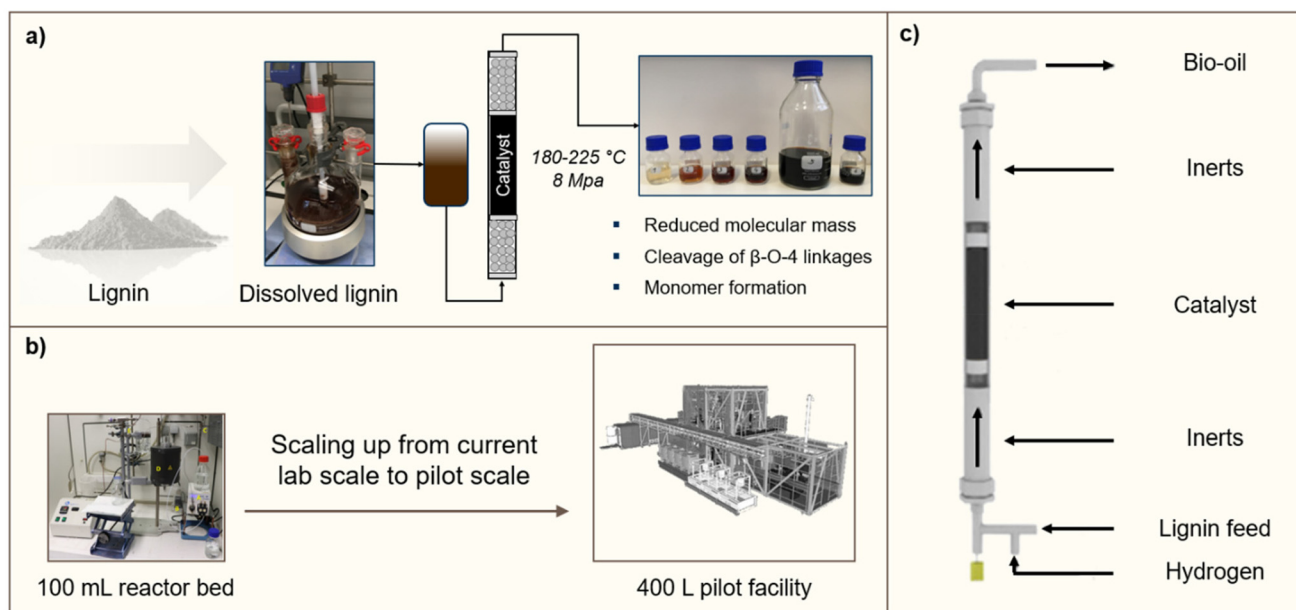 a)
Lignin
Dissolved lignin
Catalyst
180-225 °C
8 Mpa
Reduced molecular mass
Cleavage of β-O-4 linkages
Monomer formation
b)
100 mL reactor bed
Scaling up from current
lab scale to pilot scale
400 L pilot facility
c)
Bio-oil
Inerts
Catalyst
Inerts
Lignin feed
Hydrogen